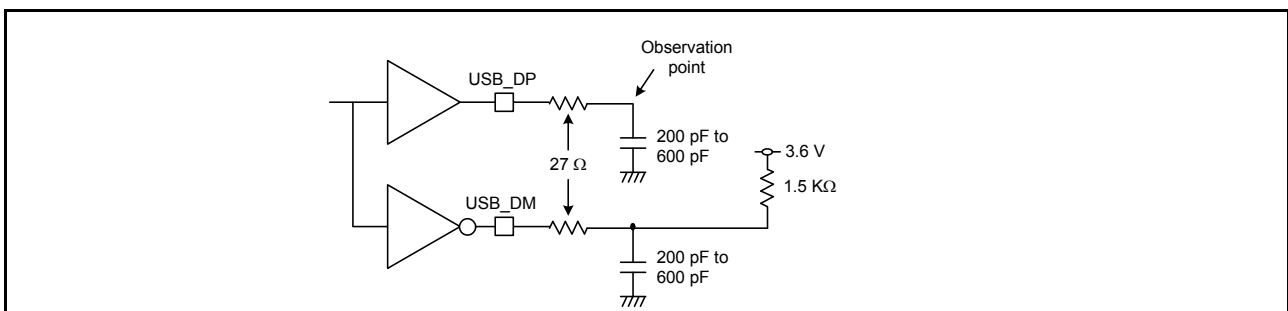 Observation
point
USB_DP
200 pF to
600 pF
27 Ω
3.6 V
1.5 KΩ
USB_DM
200 pF to
600 pF